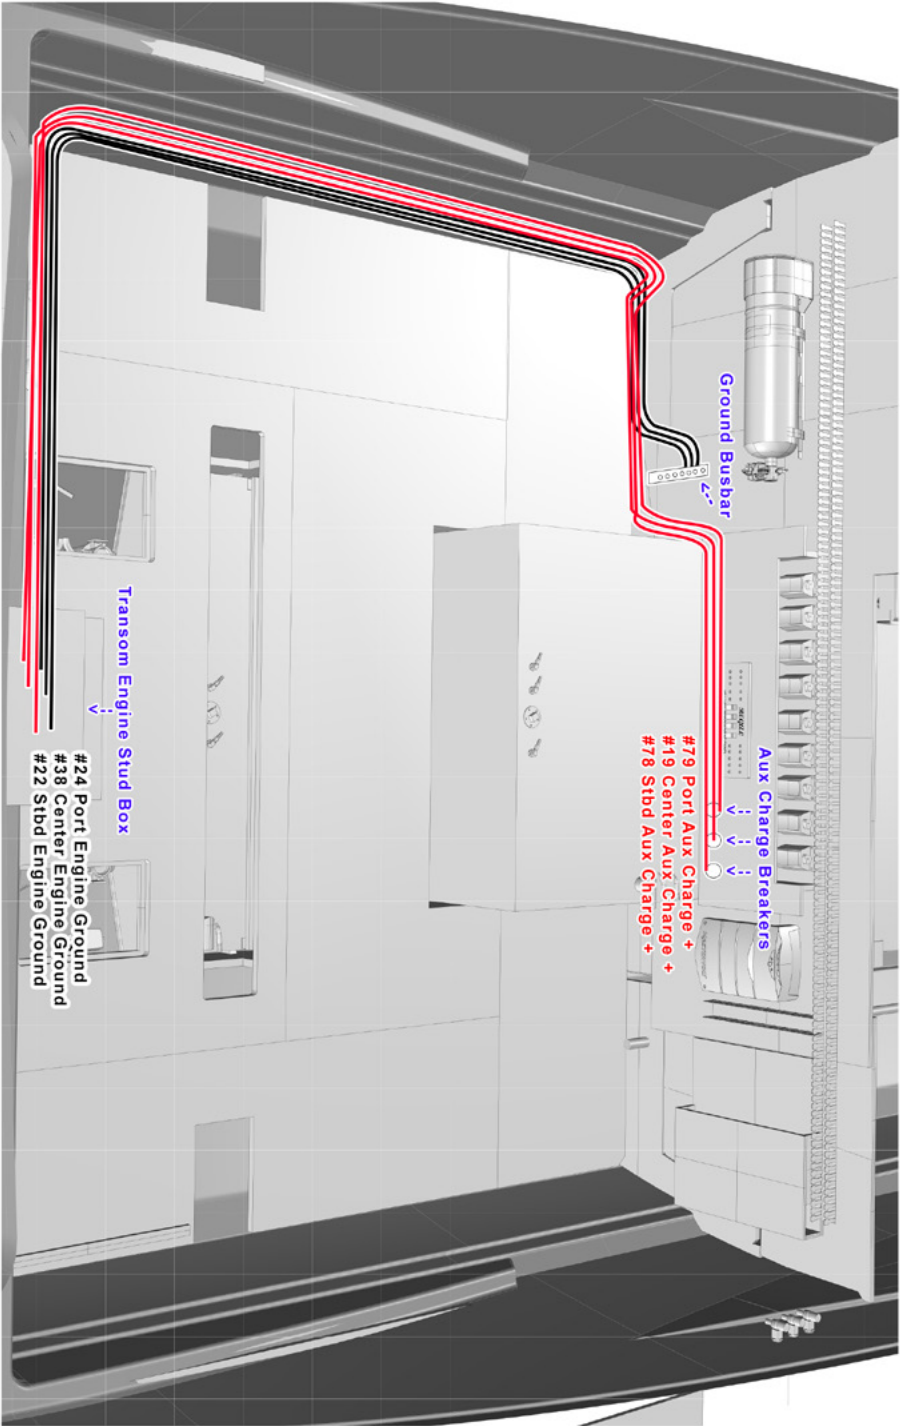 Ground Busbar
Aux Charge Breakers
#79 Port Aux Charge +
#19 Center Aux Charge +
#78 Stbd Aux Charge +
Transom Engine Stud Box
#24 Port Engine Ground
#38 Center Engine Ground
#22 Stbd Engine Ground